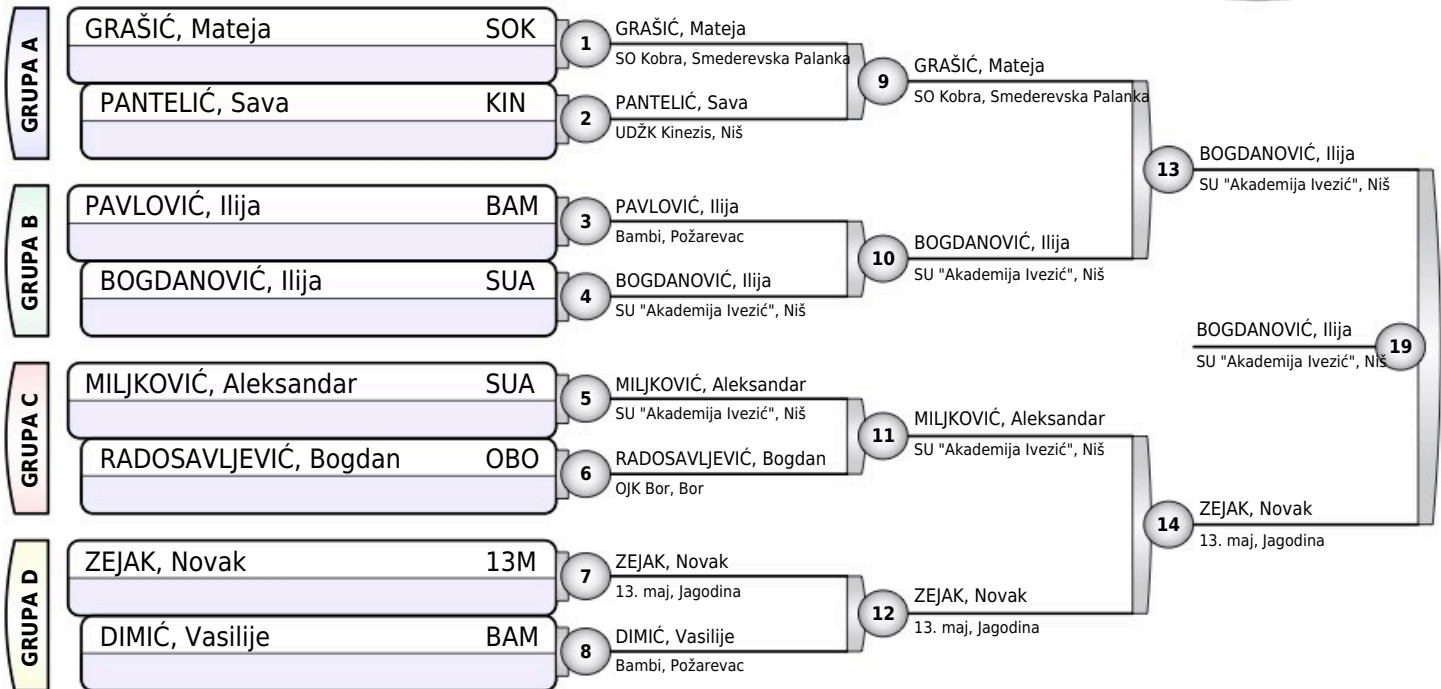 GRUPA A
GRAŠIĆ, Mateja SOK
PANTELIĆ, Sava KIN
GRUPA B
PAVLOVIĆ, Ilija BAM
BOGDANOVIĆ, Ilija SUA
GRUPA C
MILJKOVIĆ, Aleksandar SUA
RADOSAVLJEVIĆ, Bogdan OBO
GRUPA D
ZEJAK, Novak 13M
DIMIĆ, Vasilije BAM
1
GRAŠIĆ, Mateja
SO Kobra, Smederevska Palanka
2
PANTELIĆ, Sava
UDŽK Kinezis, Niš
3
PAVLOVIĆ, Ilija
Bambi, Požarevac
4
BOGDANOVIĆ, Ilija
SU "Akademija Ivezić", Niš
5
MILJKOVIĆ, Aleksandar
SU "Akademija Ivezić", Niš
6
RADOSAVLJEVIĆ, Bogdan
OJK Bor, Bor
7
ZEJAK, Novak
13. maj, Jagodina
8
DIMIĆ, Vasilije
Bambi, Požarevac
9
GRAŠIĆ, Mateja
SO Kobra, Smederevska Palanka
10
BOGDANOVIĆ, Ilija
SU "Akademija Ivezić", Niš
11
MILJKOVIĆ, Aleksandar
SU "Akademija Ivezić", Niš
12
ZEJAK, Novak
13. maj, Jagodina
13
BOGDANOVIĆ, Ilija
SU "Akademija Ivezić", Niš
14
ZEJAK, Novak
13. maj, Jagodina
BOGDANOVIĆ, Ilija
SU "Akademija Ivezić", Niš
19